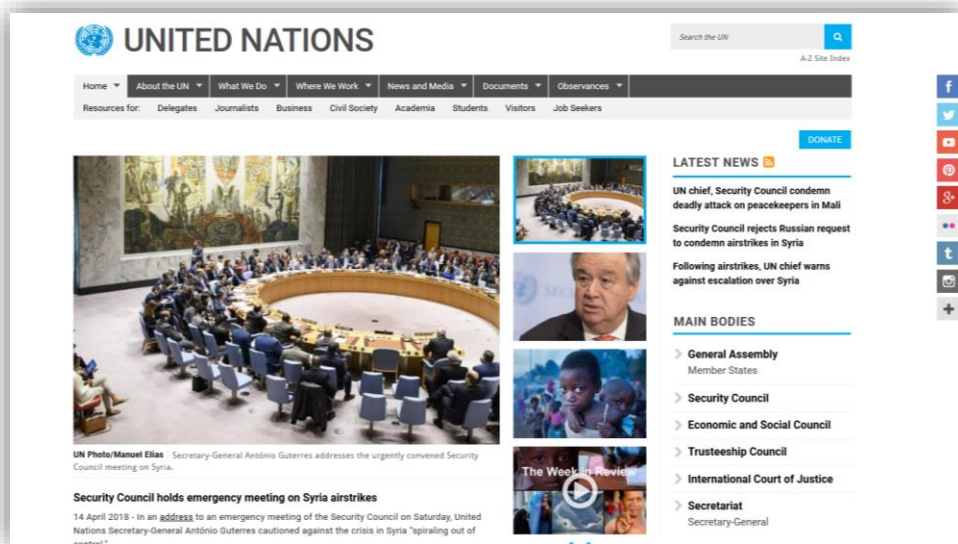 UNITED NATIONS
Search the UN
A-Z Site Index
Home About the UN What We Do Where We Work News and Media Documents Observances
Resources for: Delegates Journalists Business Civil Society Academia Students Visitors Job Seekers
DONATE
UN Photo/Manuel Elias Secretary-General António Guterres addresses the urgently convened Security
Council meeting on Syria.
Security Council holds emergency meeting on Syria airstrikes
14 April 2018 - In an address to an emergency meeting of the Security Council on Saturday, United
Nations Secretary-General António Guterres cautioned against the crisis in Syria "spiraling out of
control."
The Week in Review
LATEST NEWS
UN chief, Security Council condemn
deadly attack on peacekeepers in Mali
Security Council rejects Russian request
to condemn airstrikes in Syria
Following airstrikes, UN chief warns
against escalation over Syria
MAIN BODIES
General Assembly
Member States
Security Council
Economic and Social Council
Trusteeship Council
International Court of Justice
Secretariat
Secretary-General